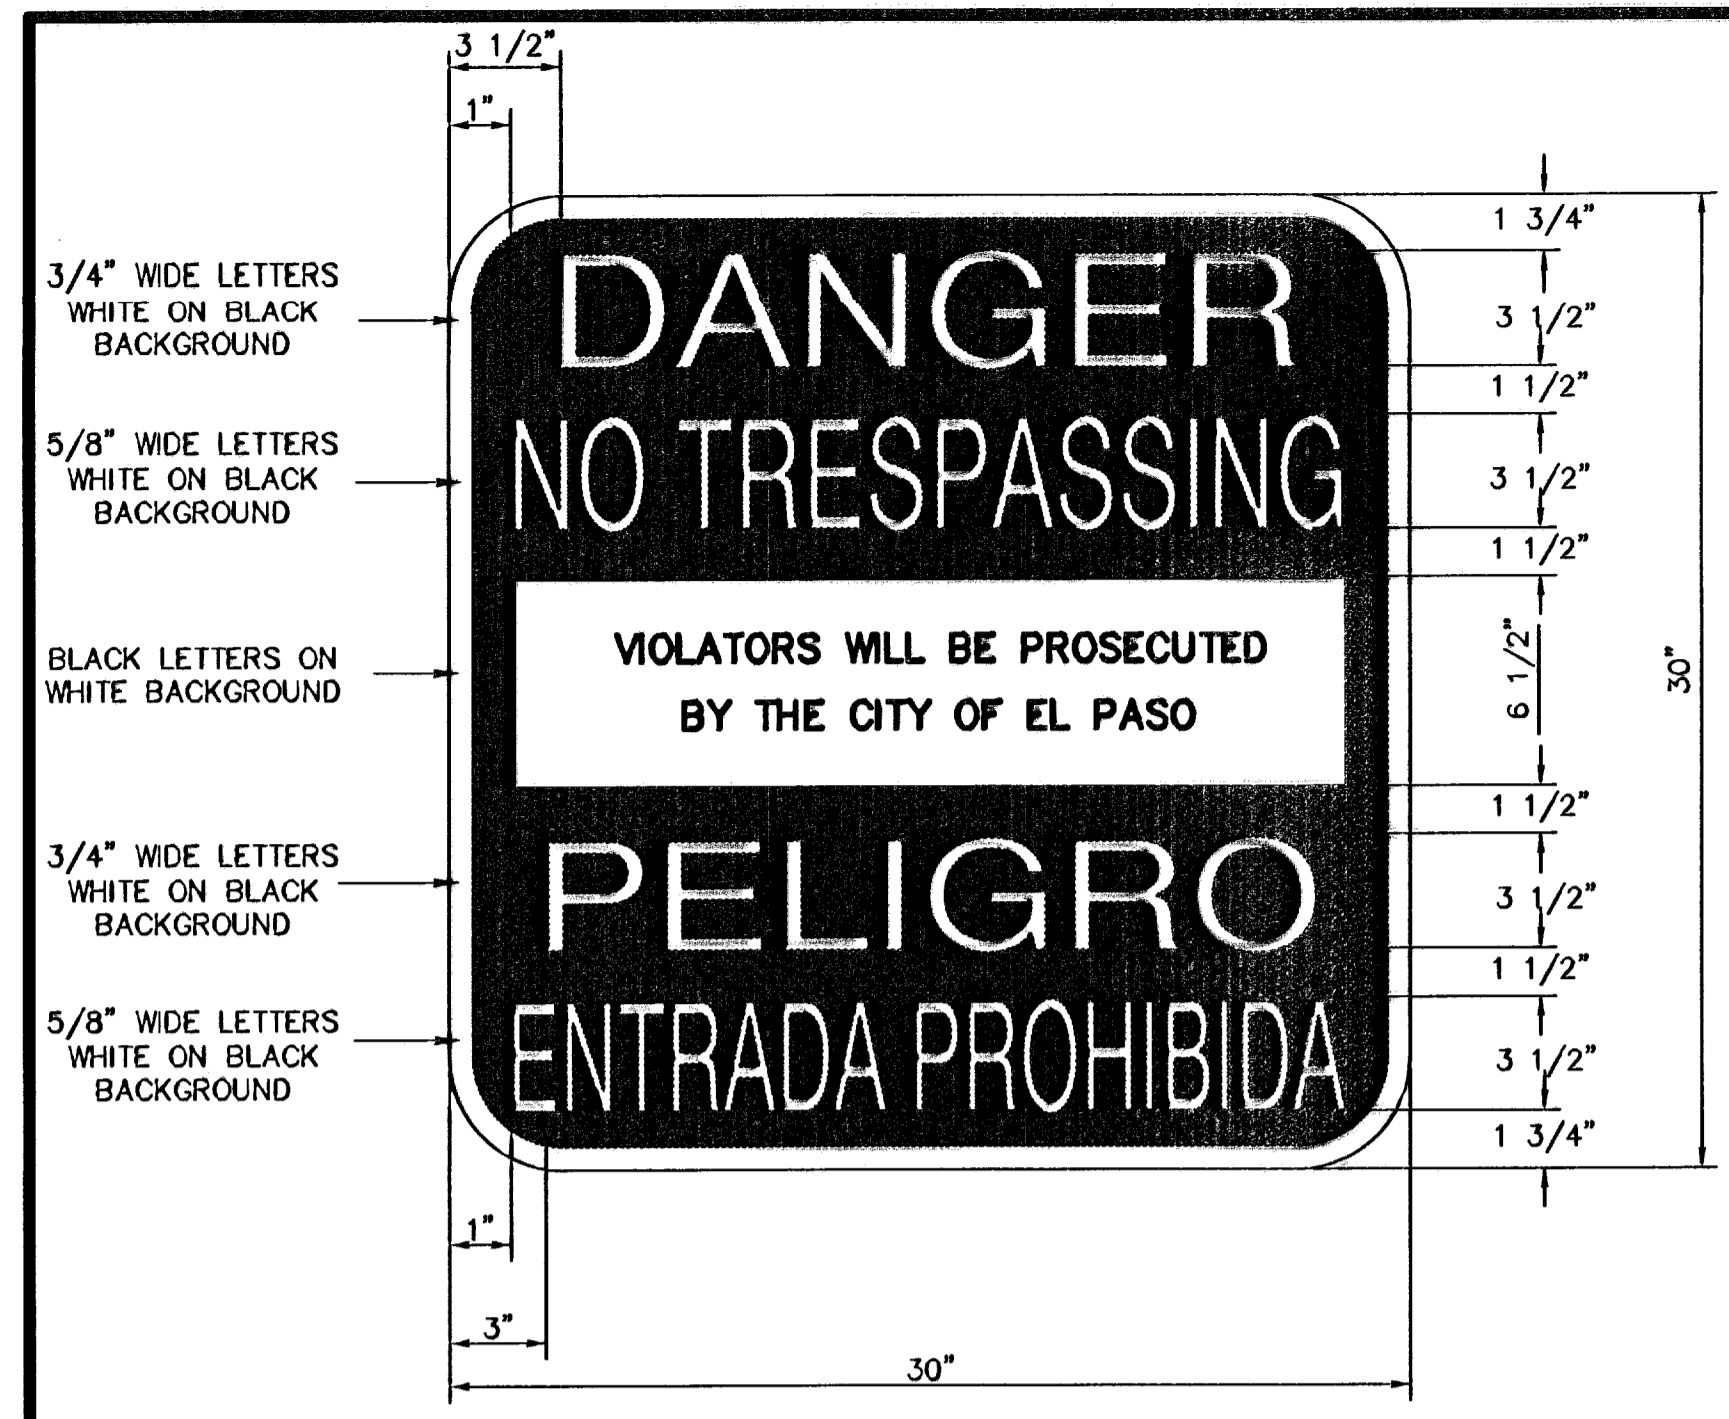 3 1/2"
1"
3/4" WIDE LETTERS
WHITE ON BLACK
BACKGROUND
5/8" WIDE LETTERS
WHITE ON BLACK
BACKGROUND
BLACK LETTERS ON
WHITE BACKGROUND
3/4" WIDE LETTERS
WHITE ON BLACK
BACKGROUND
5/8" WIDE LETTERS
WHITE ON BLACK
BACKGROUND
DANGER
NO TRESPASSING
VIOLATORS WILL BE PROSECUTED
BY THE CITY OF EL PASO
PELIGRO
ENTRADA PROHIBIDA
1 3/4"
3 1/2"
1 1/2"
3 1/2"
1 1/2"
6 1/2"
1 1/2"
3 1/2"
1 1/2"
3 1/2"
1 3/4"
30"
1"
3"
30"